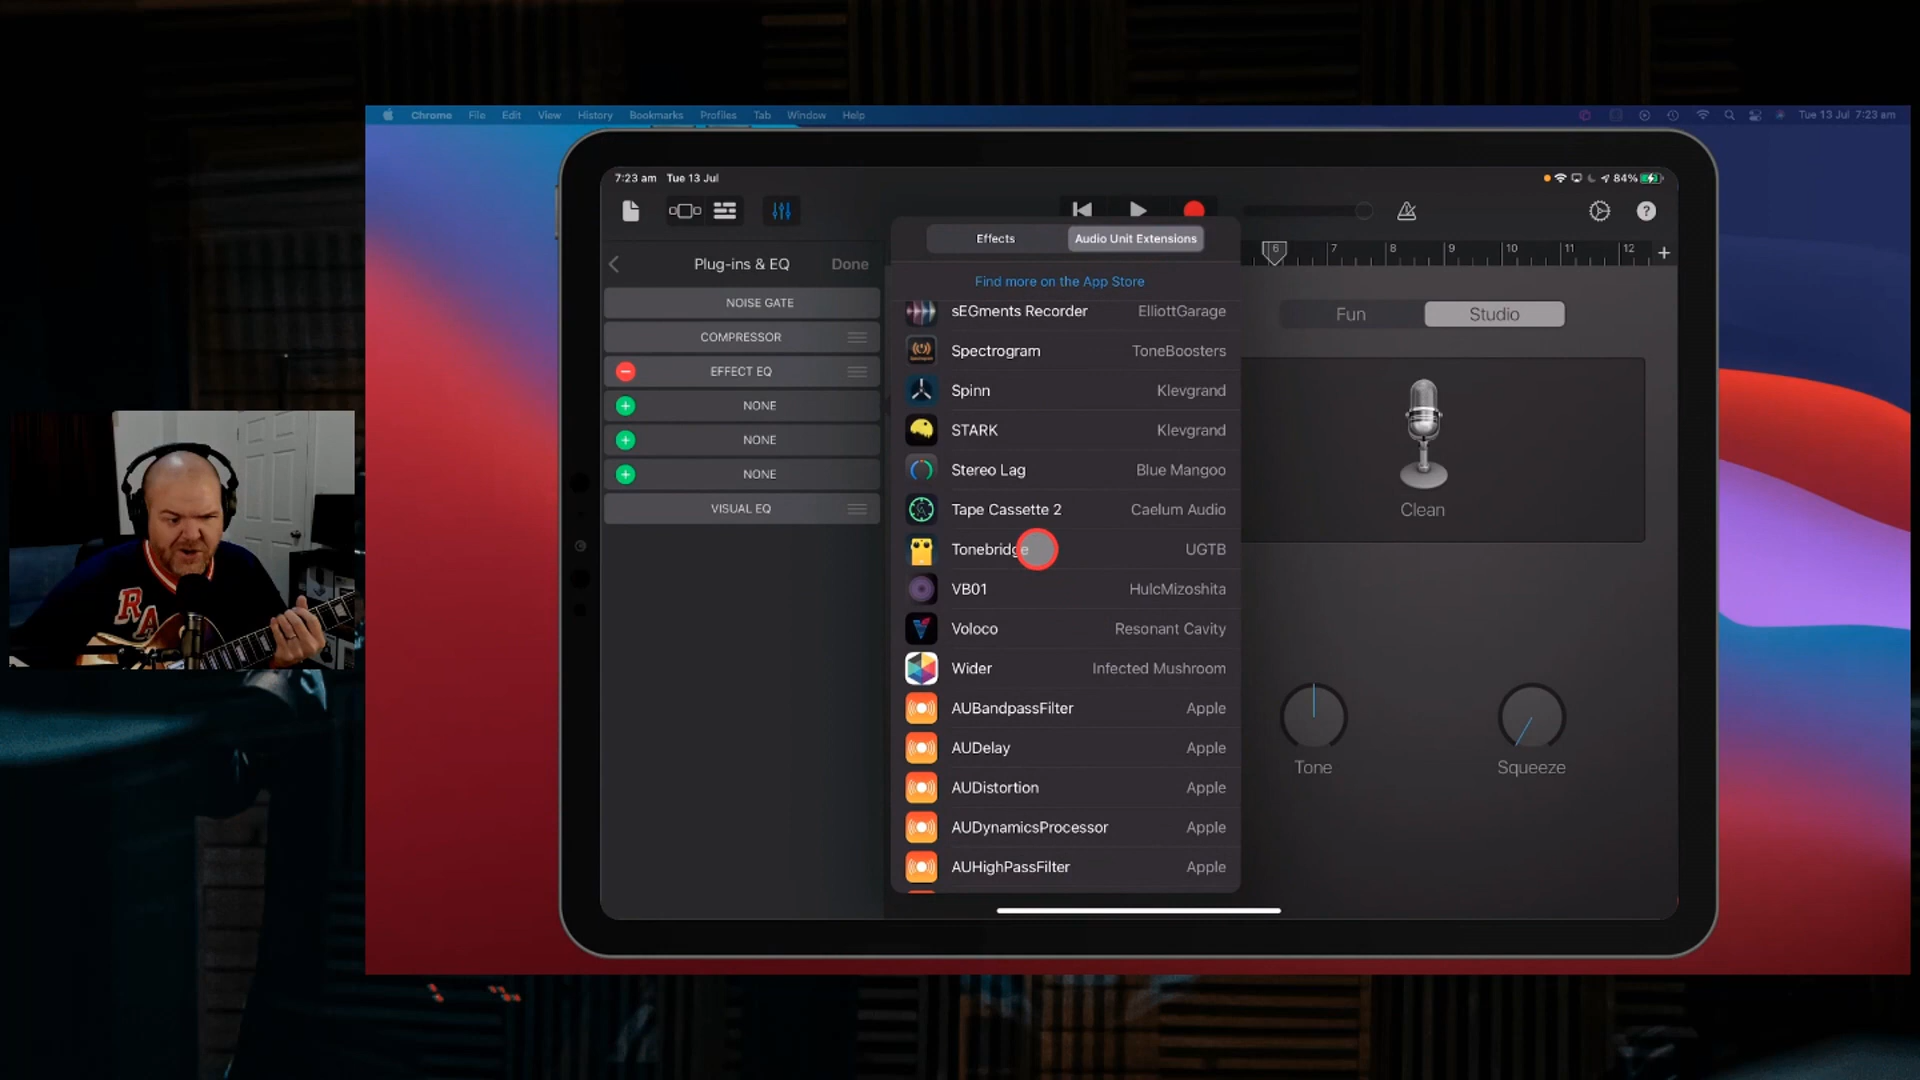 Chrome File Edit View History Bookmarks Profiles Tab Window Help
Tue 13 Jul 7:23 am
7:23 am Tue 13 Jul
84%
?
Effects
Audio Unit Extensions
Plug-ins & EQ
Done
Find more on the App Store
NOISE GATE
COMPRESSOR
EFFECT EQ
NONE
NONE
NONE
VISUAL EQ
sEGments Recorder ElliottGarage
Spectrogram ToneBoosters
Spinn Klevgrand
STARK Klevgrand
Stereo Lag Blue Mangoo
Tape Cassette 2 Caelum Audio
Tonebridge UGTB
VB01 HulcMizoshita
Voloco Resonant Cavity
Wider Infected Mushroom
AUBandpassFilter Apple
AUDelay Apple
AUDistortion Apple
AUDynamicsProcessor Apple
AUHighPassFilter Apple
6 7 8 9 10 11 12 +
Fun
Studio
Clean
Tone
Squeeze
RA